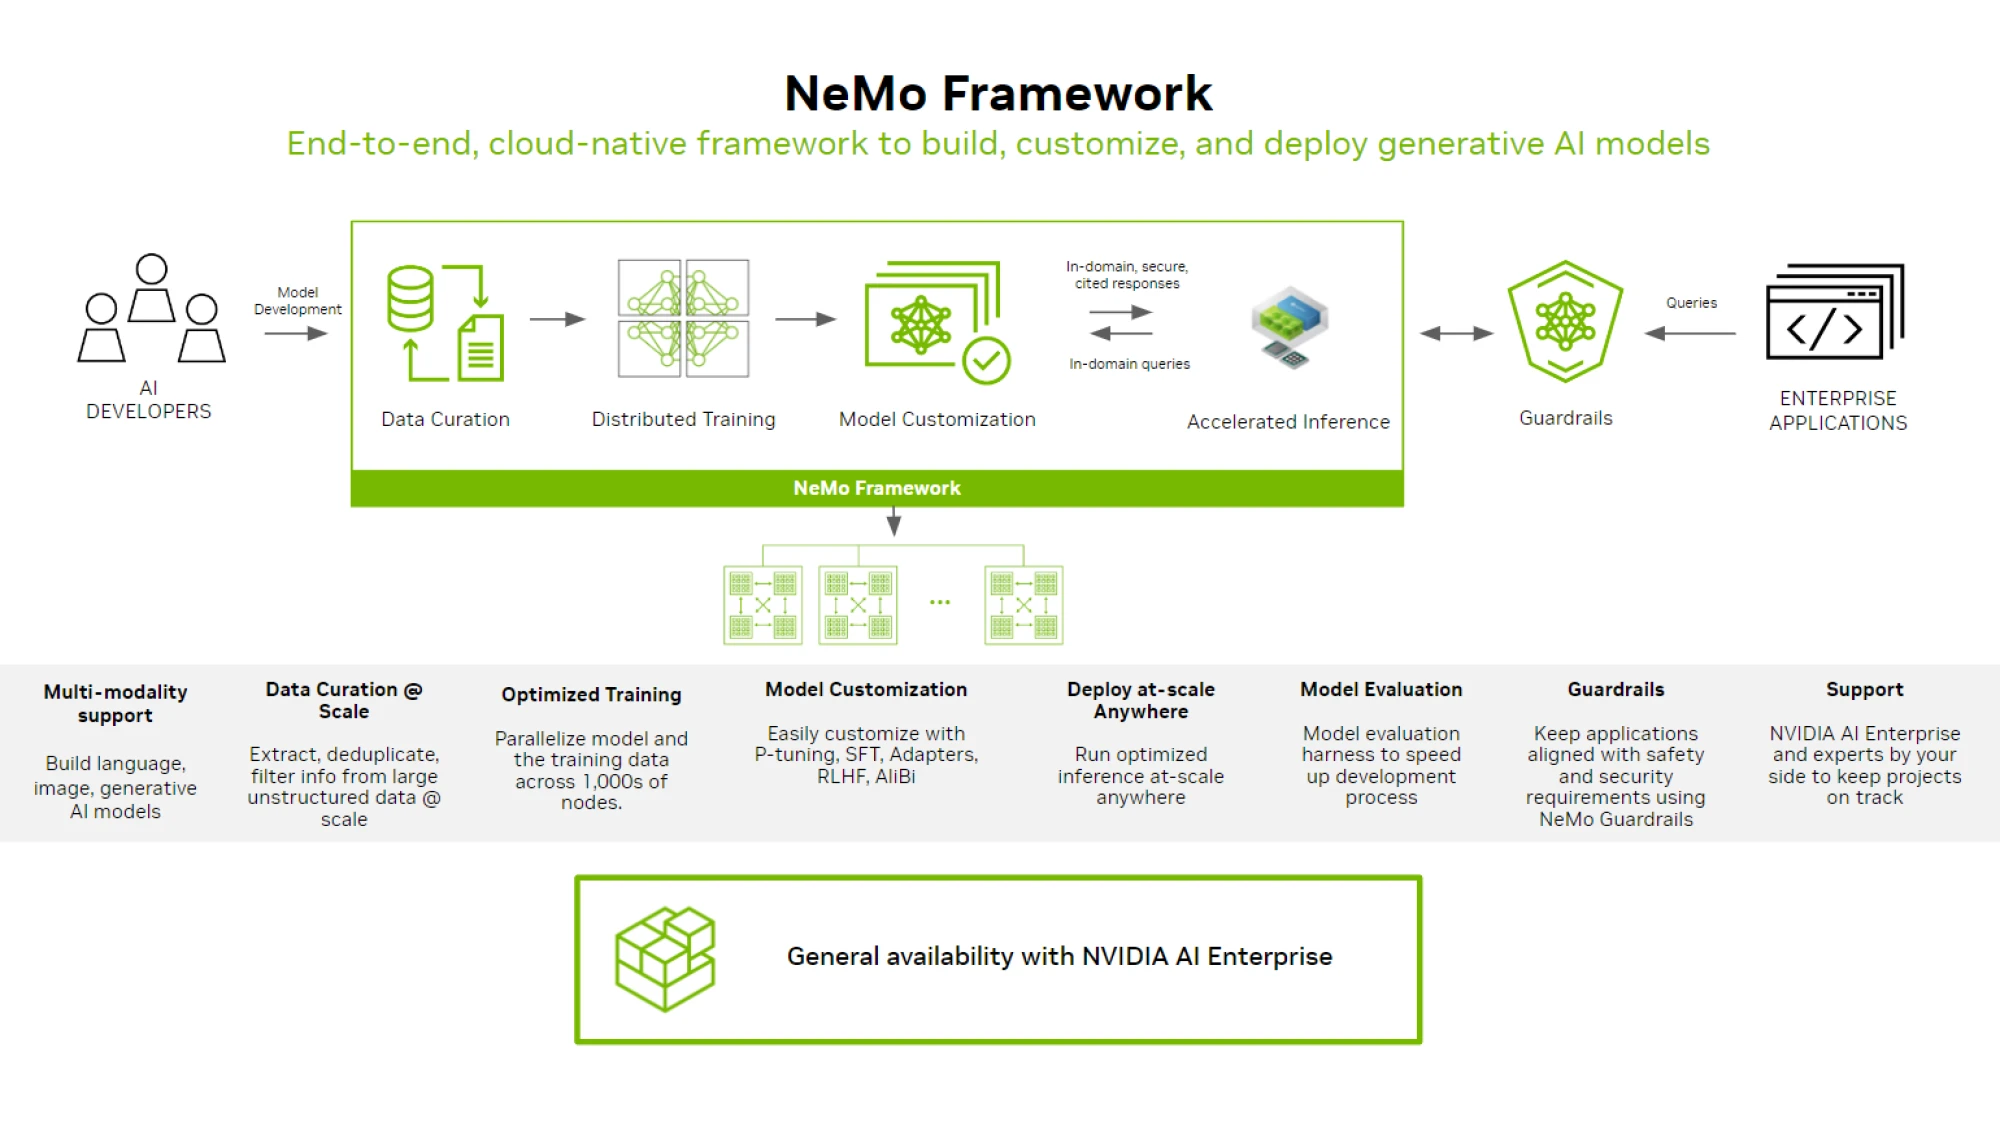 NeMo Framework
End-to-end, cloud-native framework to build, customize, and deploy generative AI models
AI
DEVELOPERS
Model
Development
Data Curation
Distributed Training
Model Customization
In-domain, secure,
cited responses
In-domain queries
Accelerated Inference
Guardrails
Queries
ENTERPRISE
APPLICATIONS
NeMo Framework
...
Multi-modality
support
Build language,
image, generative
AI models
Data Curation @
Scale
Extract, deduplicate,
filter info from large
unstructured data @
scale
Optimized Training
Parallelize model and
the training data
across 1,000s of
nodes.
Model Customization
Easily customize with
P-tuning, SFT, Adapters,
RLHF, AliBi
Deploy at-scale
Anywhere
Run optimized
inference at-scale
anywhere
Model Evaluation
Model evaluation
harness to speed
up development
process
Guardrails
Keep applications
aligned with safety
and security
requirements using
NeMo Guardrails
Support
NVIDIA AI Enterprise
and experts by your
side to keep projects
on track
General availability with NVIDIA AI Enterprise